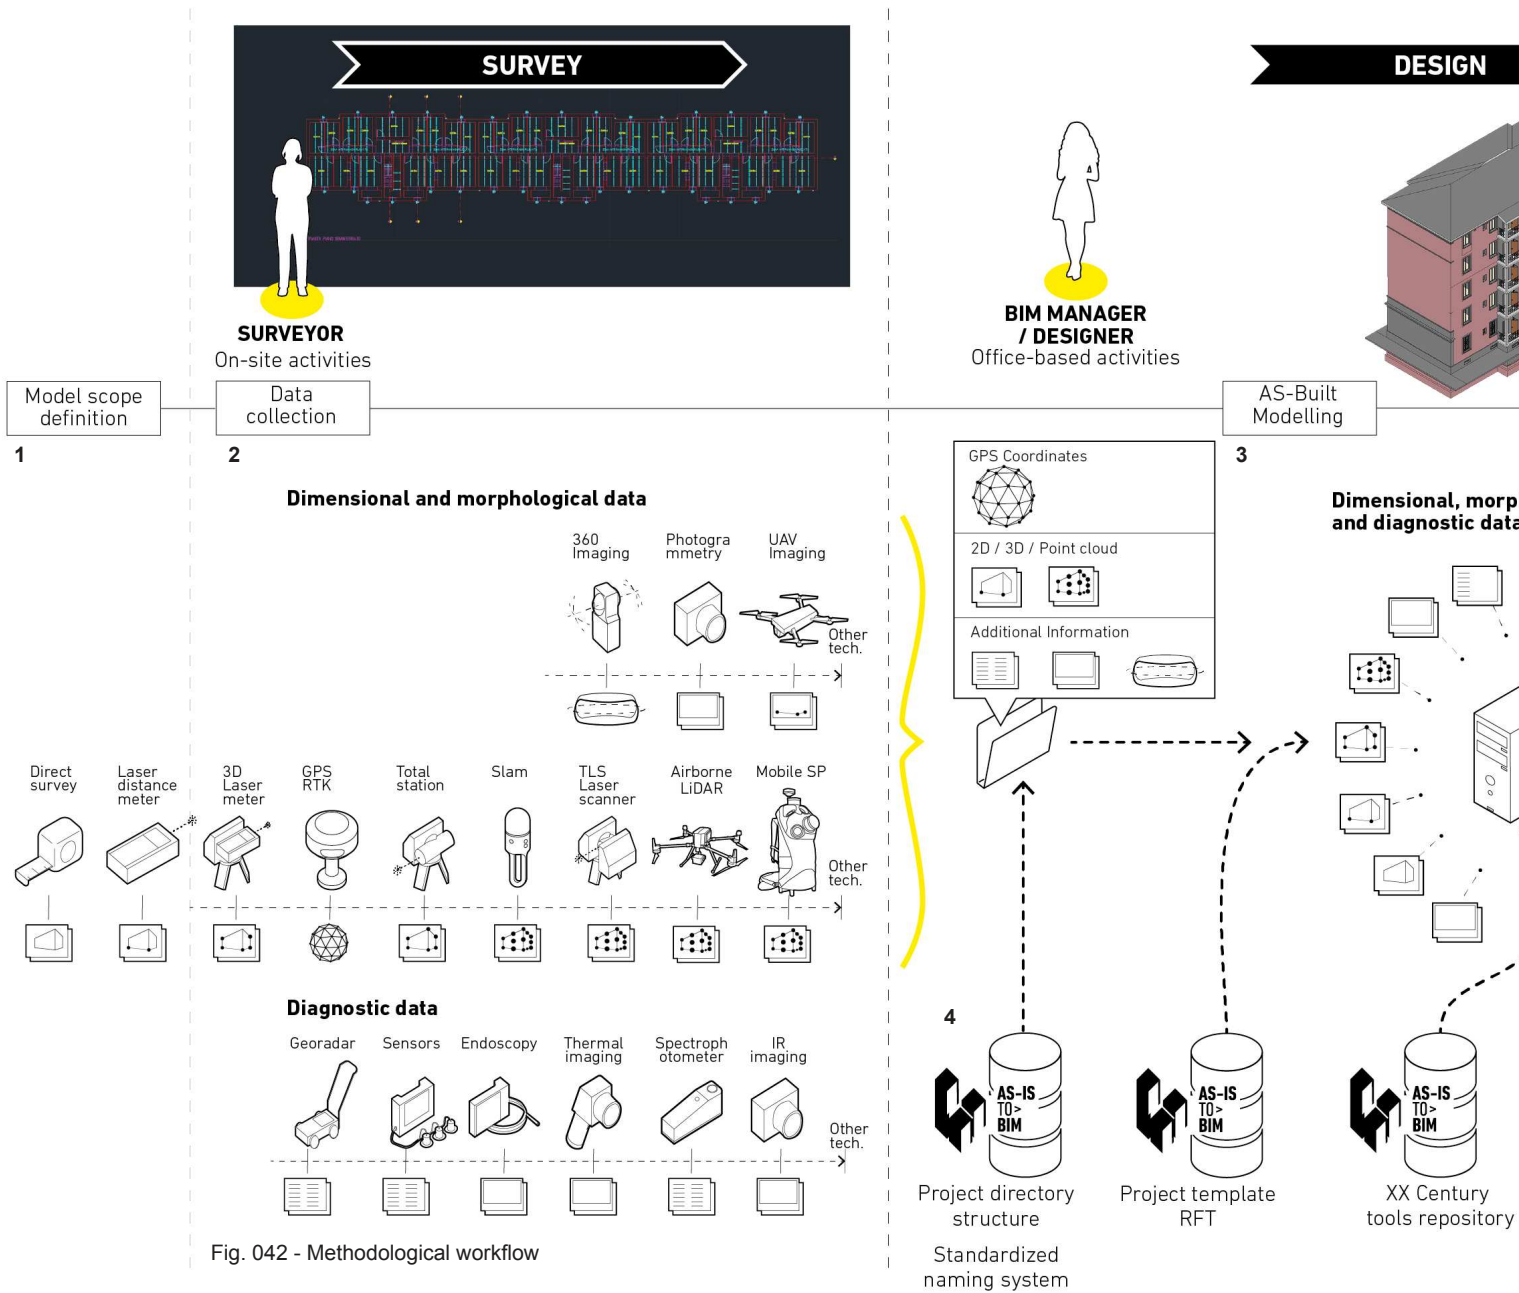 SURVEY
DESIGN
SURVEYOR
On-site activities
BIM MANAGER
/ DESIGNER
Office-based activities
Model scope
definition
1
Data
collection
2
AS-Built
Modelling
3
Dimensional and morphological data
360
Imaging
Photogra
mmetry
UAV
Imaging
Other
tech.
Direct
survey
Laser
distance
meter
3D
Laser
meter
GPS
RTK
Total
station
Slam
TLS
Laser
scanner
Airborne
LiDAR
Mobile SP
Other
tech.
Diagnostic data
Georadar
Sensors
Endoscopy
Thermal
imaging
Spectroph
otometer
IR
imaging
Other
tech.
Fig. 042 - Methodological workflow
GPS Coordinates
2D / 3D / Point cloud
Additional Information
Dimensional, morp
and diagnostic data
4
AS-IS
TO>
BIM
Project directory
structure
Standardized
naming system
AS-IS
TO>
BIM
Project template
RFT
AS-IS
TO>
BIM
XX Century
tools repository